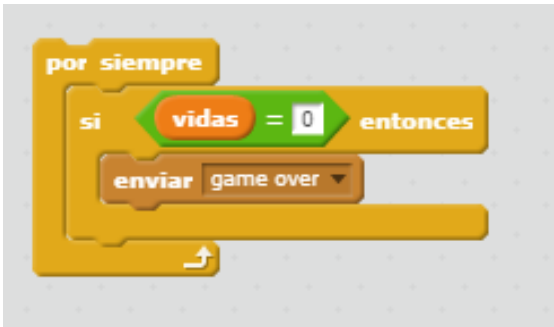 por siempre
si vidas = 0 entonces
enviar game over